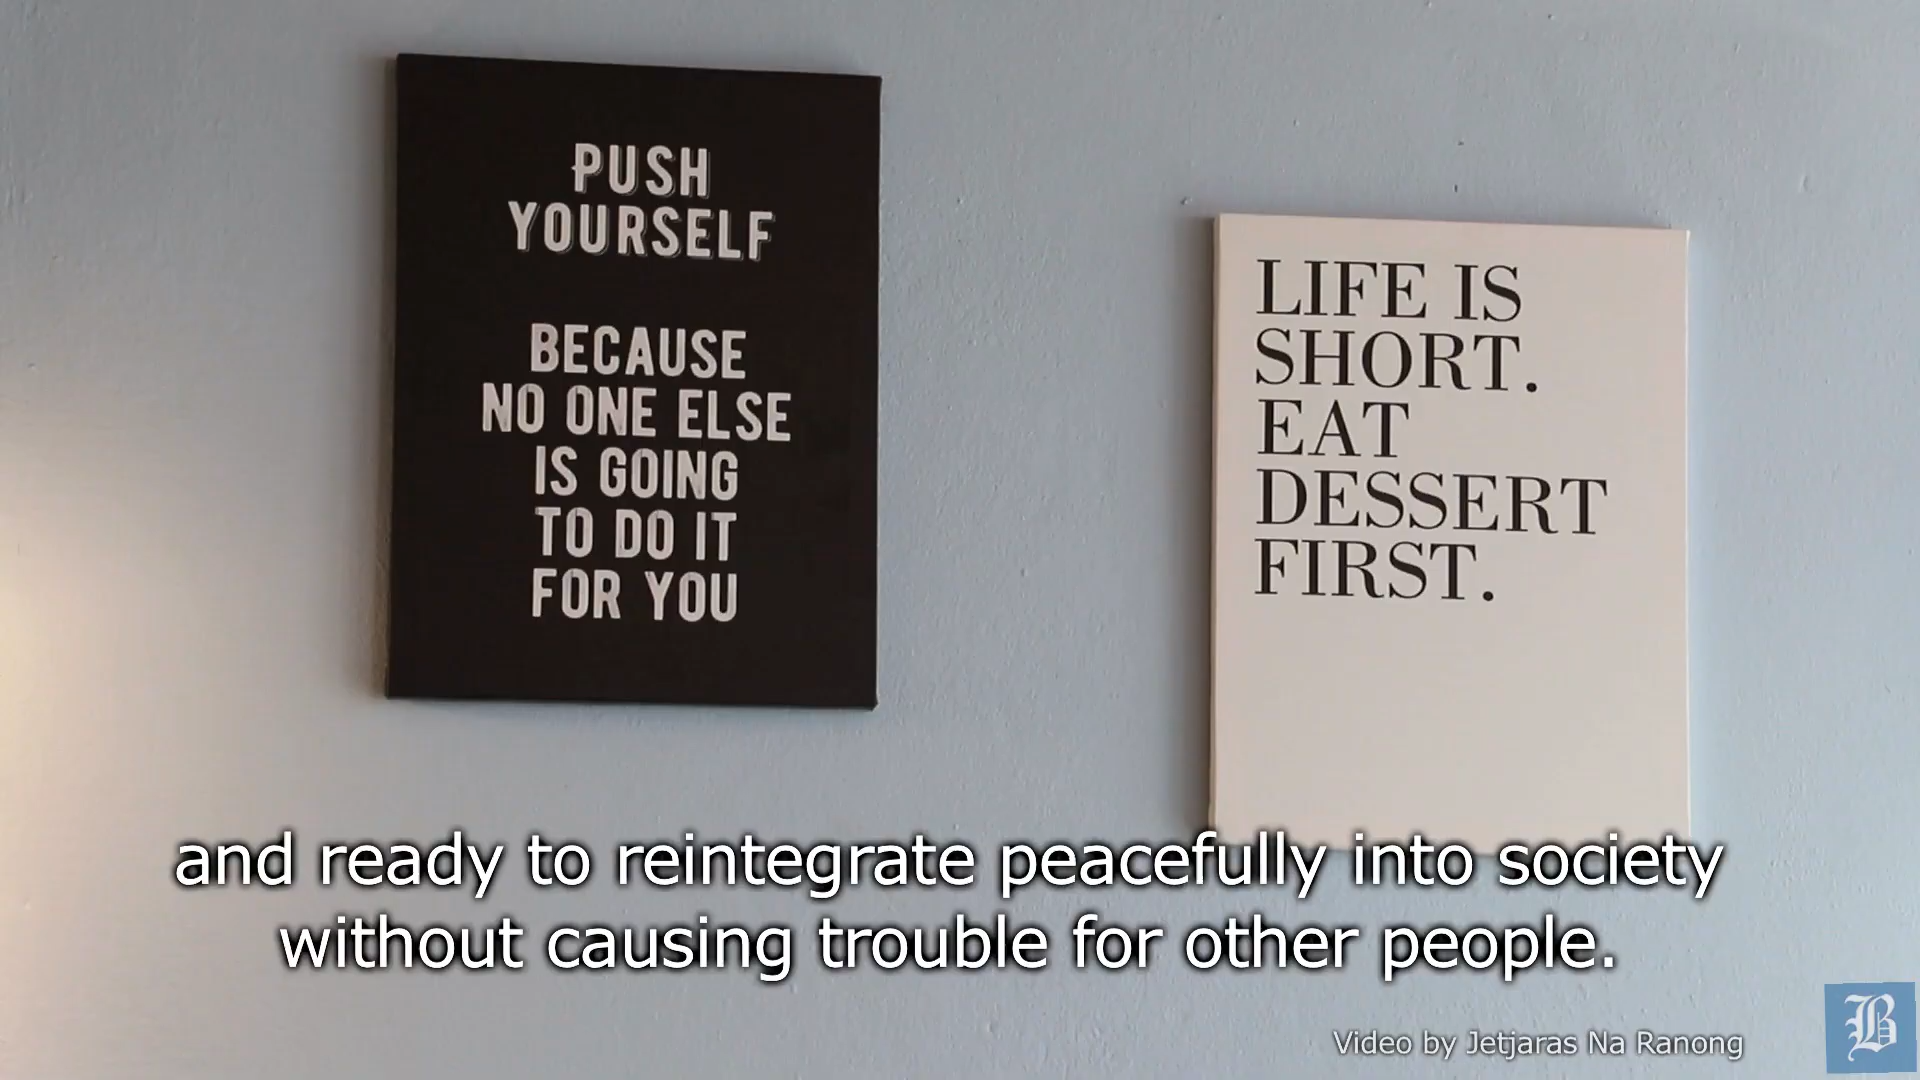 PUSH
YOURSELF
BECAUSE
NO ONE ELSE
IS GOING
TO DO IT
FOR YOU
LIFE IS
SHORT.
EAT
DESSERT
FIRST.
and ready to reintegrate peacefully into society
without causing trouble for other people.
Video by Jetjaras Na Ranong
B